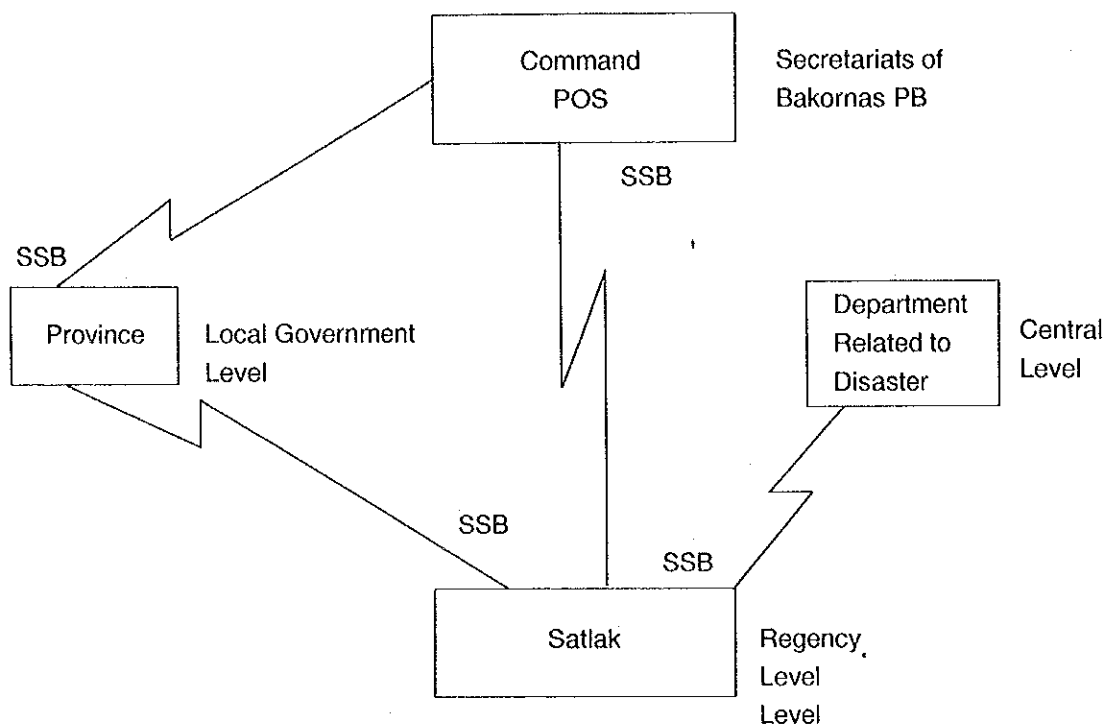 Command
POS
Secretariats of
Bakornas PB
SSB
SSB
Province
Local Government
Level
Department
Related to
Disaster
Central
Level
SSB
SSB
Satlak
Regency
Level
Level